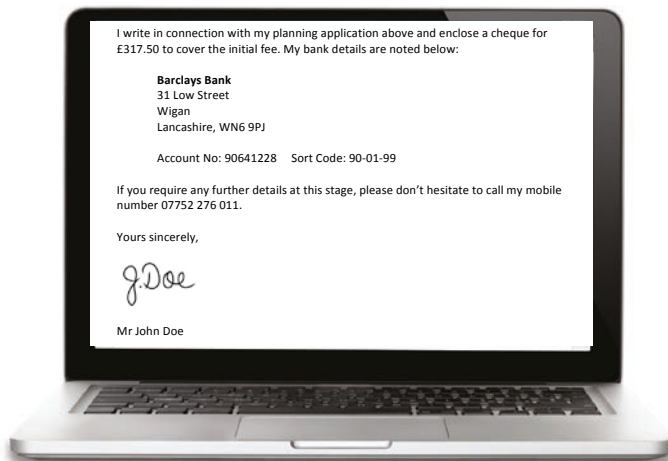 I write in connection with my planning application above and enclose a cheque for
£317.50 to cover the initial fee. My bank details are noted below:
Barclays Bank
31 Low Street
Wigan
Lancashire, WN6 9PJ
Account No: 90641228 Sort Code: 90-01-99
If you require any further details at this stage, please don’t hesitate to call my mobile
number 07752 276 011.
Yours sincerely,
J.Doe
Mr John Doe